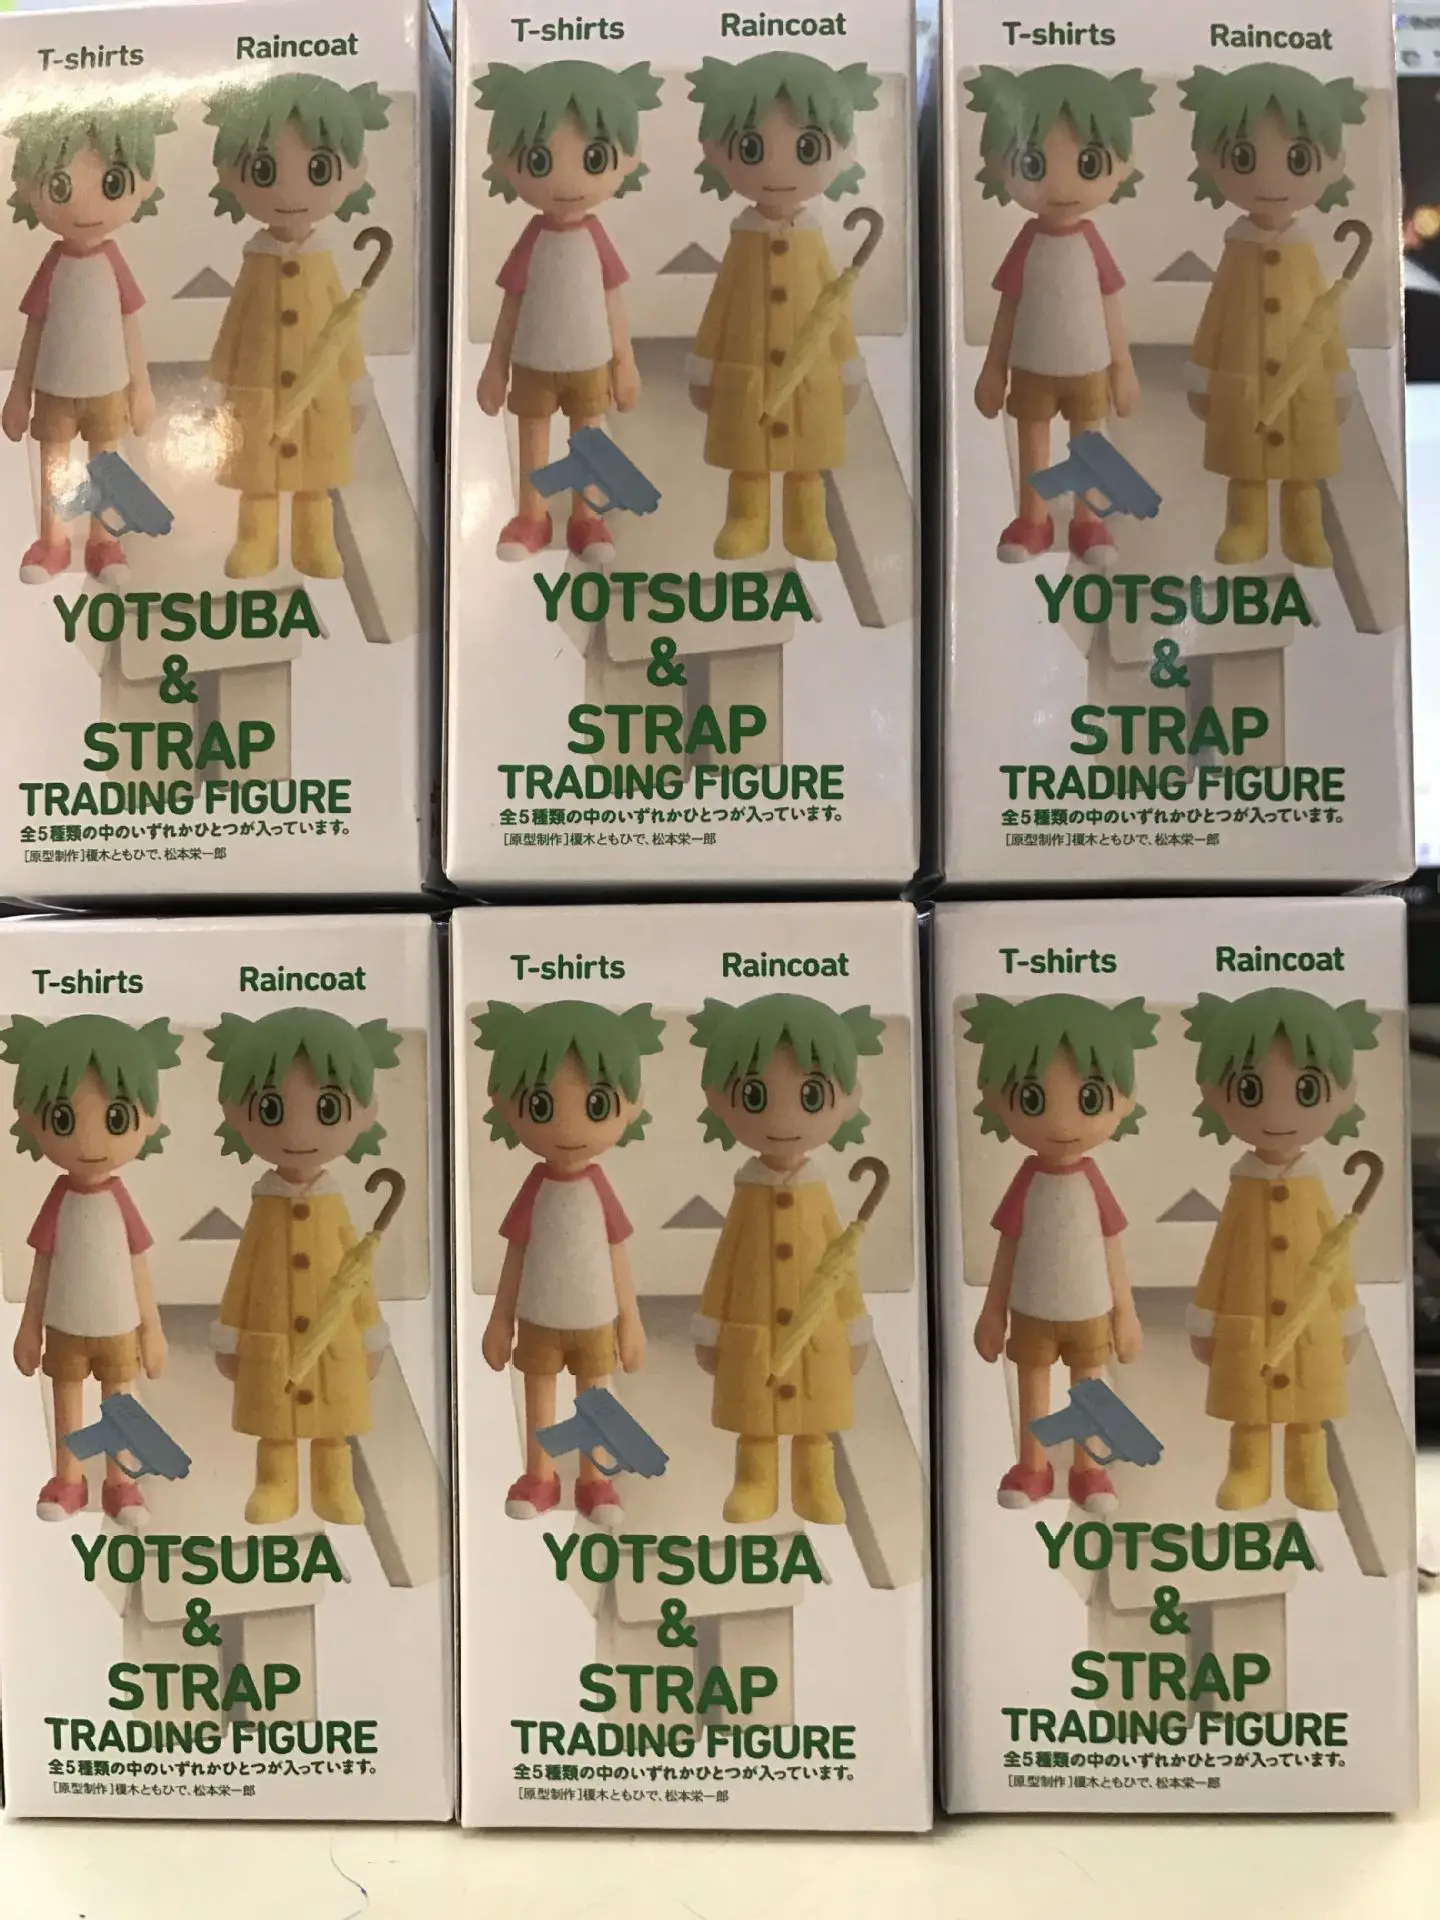 T-shirts Raincoat
YOTSUBA
&
STRAP
TRADING FIGURE
全5種類の中のいずれかひとつが入っています。
[原型制作]榎木ともひで、松本栄一郎
T-shirts Raincoat
YOTSUBA
&
STRAP
TRADING FIGURE
全5種類の中のいずれかひとつが入っています。
[原型制作]榎木ともひで、松本栄一郎
T-shirts Raincoat
YOTSUBA
&
STRAP
TRADING FIGURE
全5種類の中のいずれかひとつが入っています。
[原型制作]榎木ともひで、松本栄一郎
T-shirts Raincoat
YOTSUBA
&
STRAP
TRADING FIGURE
全5種類の中のいずれかひとつが入っています。
[原型制作]榎木ともひで、松本栄一郎
T-shirts Raincoat
YOTSUBA
&
STRAP
TRADING FIGURE
全5種類の中のいずれかひとつが入っています。
[原型制作]榎木ともひで、松本栄一郎
T-shirts Raincoat
YOTSUBA
&
STRAP
TRADING FIGURE
全5種類の中のいずれかひとつが入っています。
[原型制作]榎木ともひで、松本栄一郎